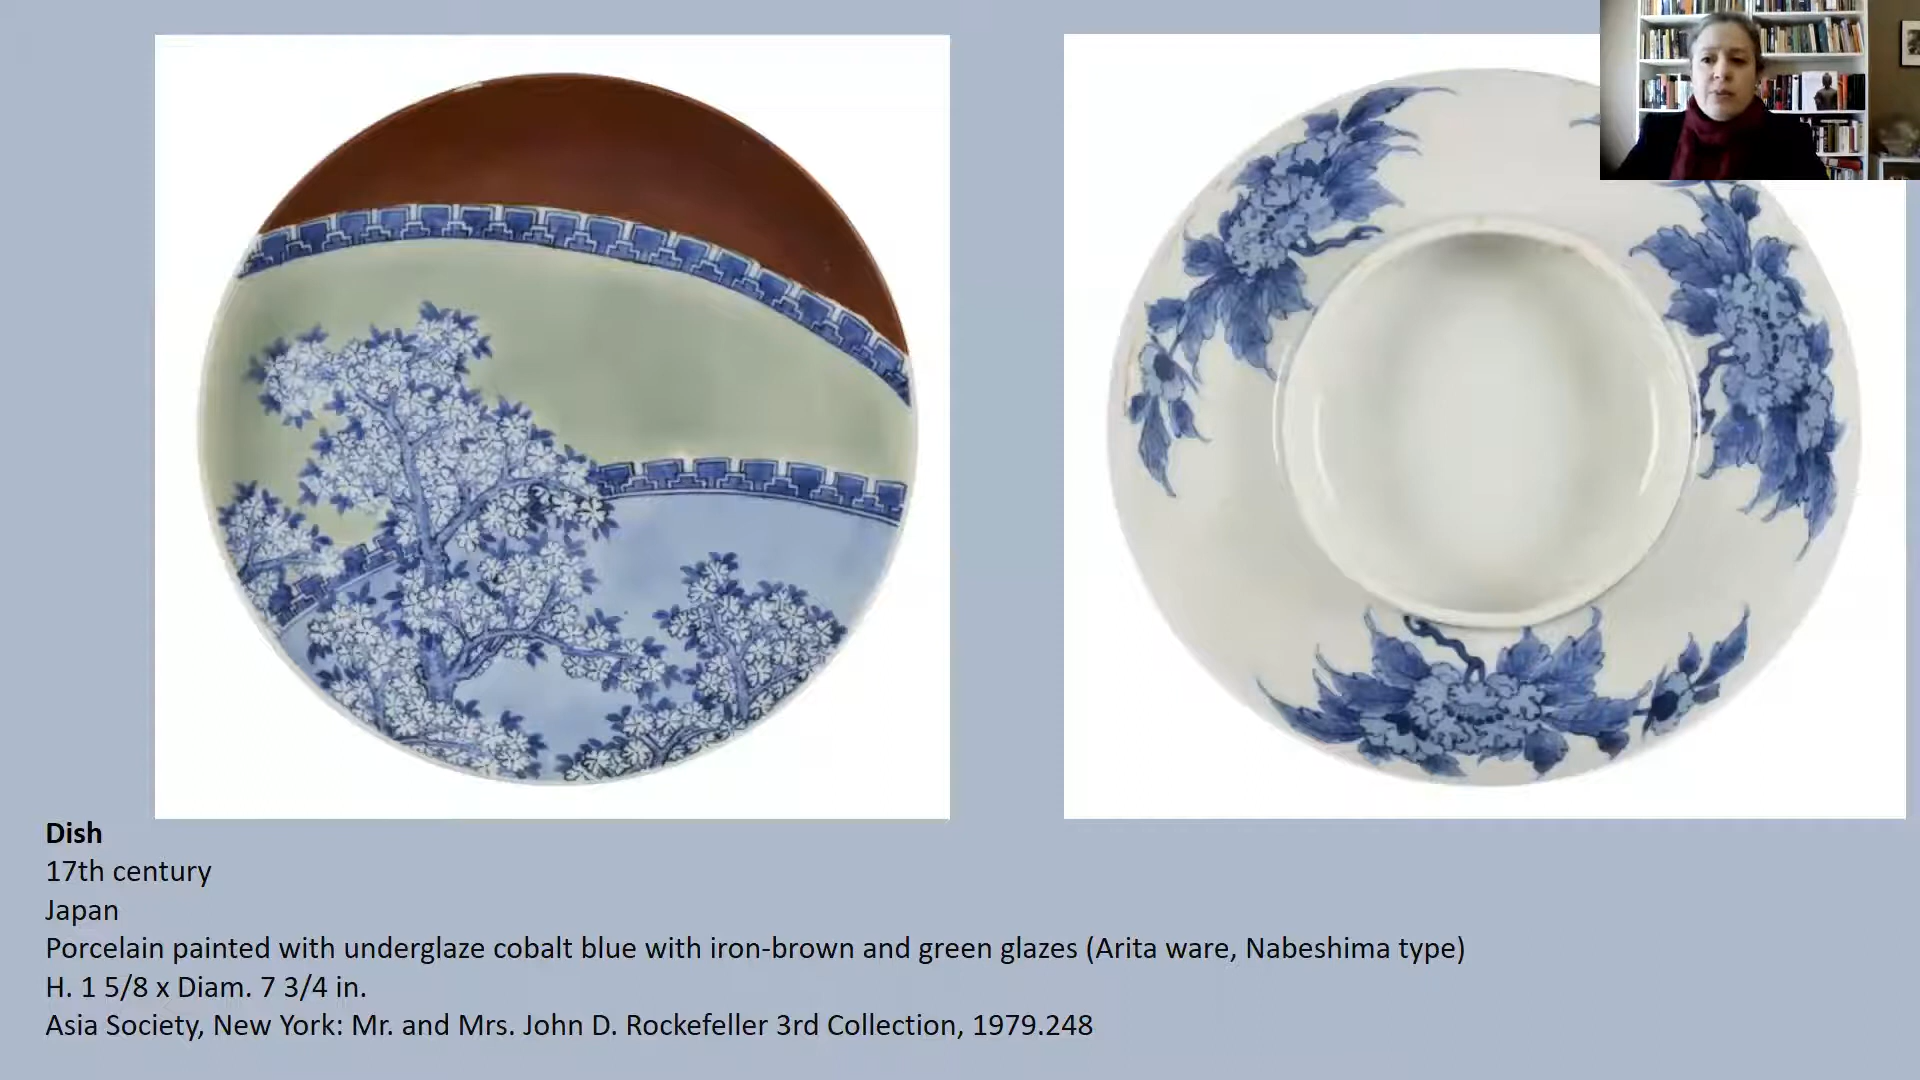 Dish
17th century
Japan
Porcelain painted with underglaze cobalt blue with iron-brown and green glazes (Arita ware, Nabeshima type)
H. 1 5/8 x Diam. 7 3/4 in.
Asia Society, New York: Mr. and Mrs. John D. Rockefeller 3rd Collection, 1979.248